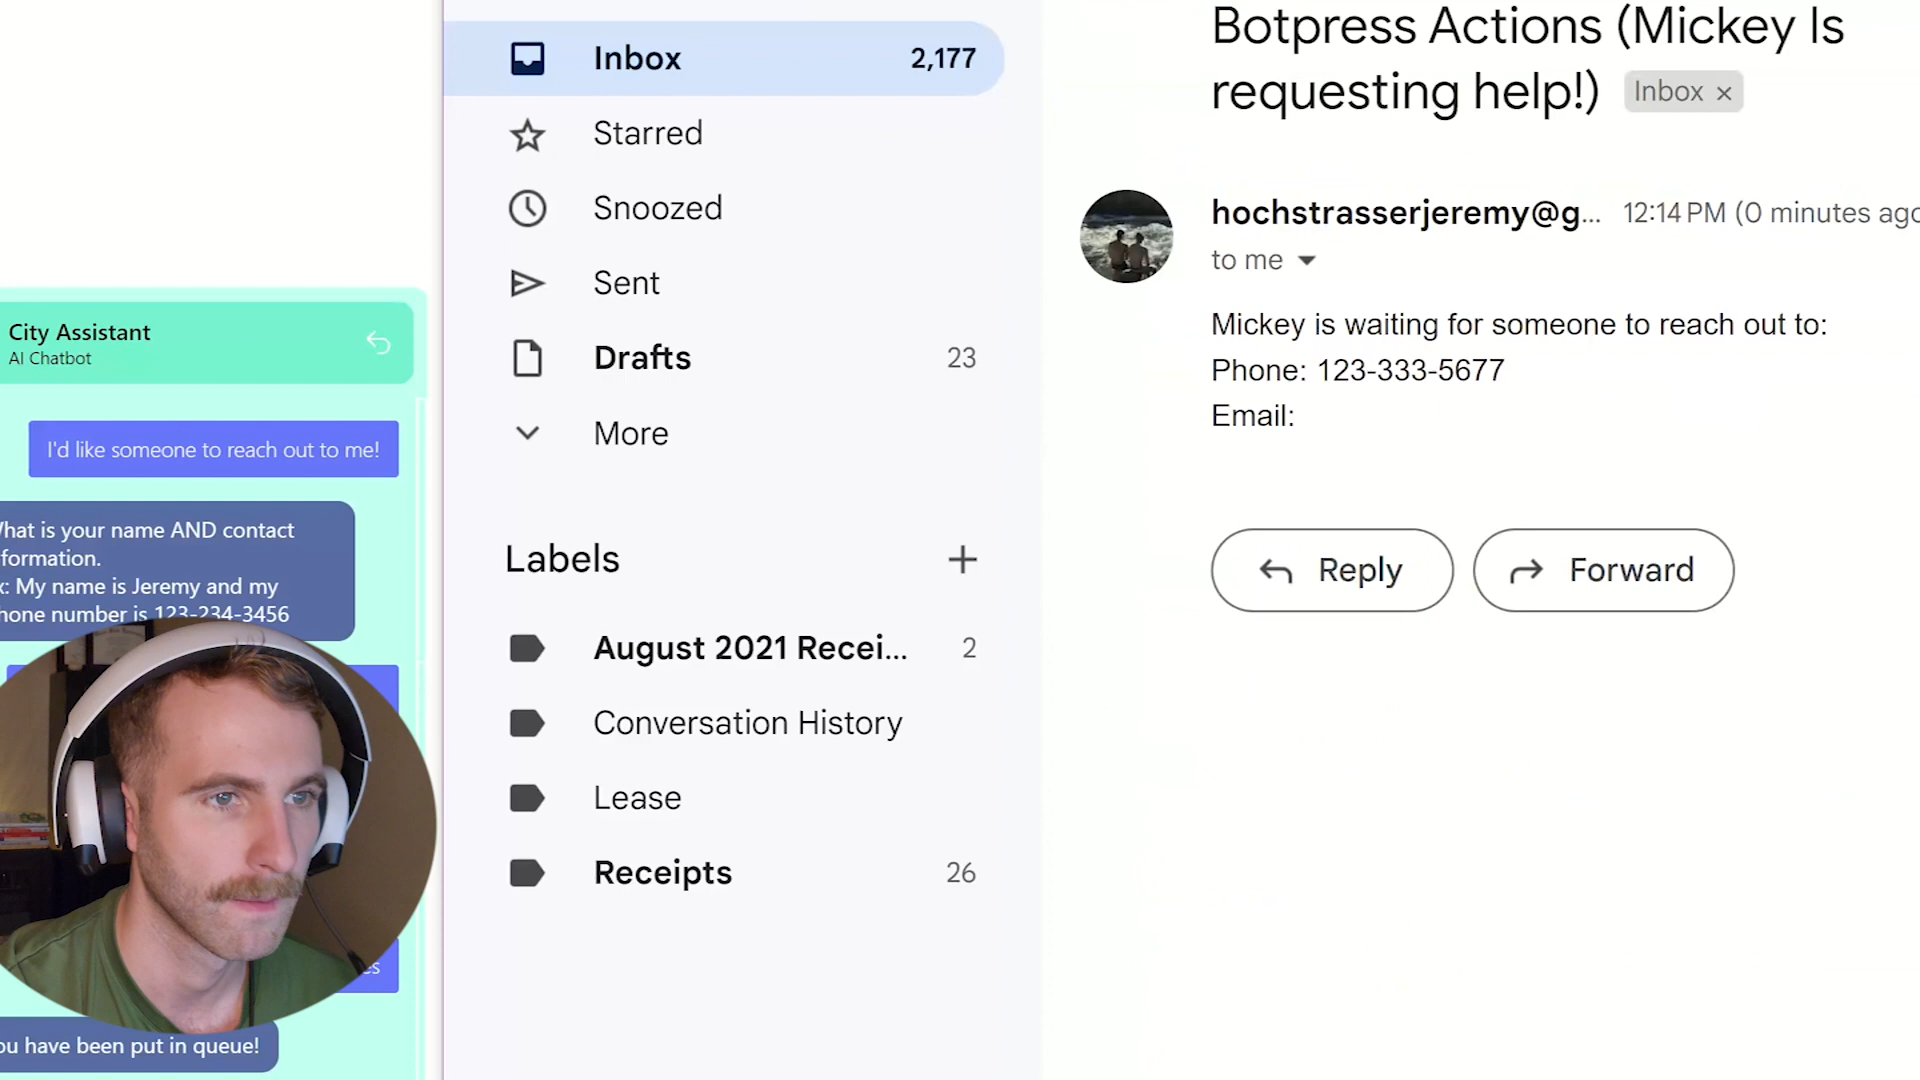 City Assistant
AI Chatbot
I'd like someone to reach out to me!
hat is your name AND contact
formation.
x: My name is Jeremy and my
hone number is 123-234-3456
es
ou have been put in queue!
Inbox 2,177
Starred
Snoozed
Sent
Drafts 23
More
Labels
August 2021 Recei... 2
Conversation History
Lease
Receipts 26
Botpress Actions (Mickey Is
requesting help!) Inbox ×
hochstrasserjeremy@g... 12:14 PM (0 minutes ago
to me
Mickey is waiting for someone to reach out to:
Phone: 123-333-5677
Email:
Reply Forward